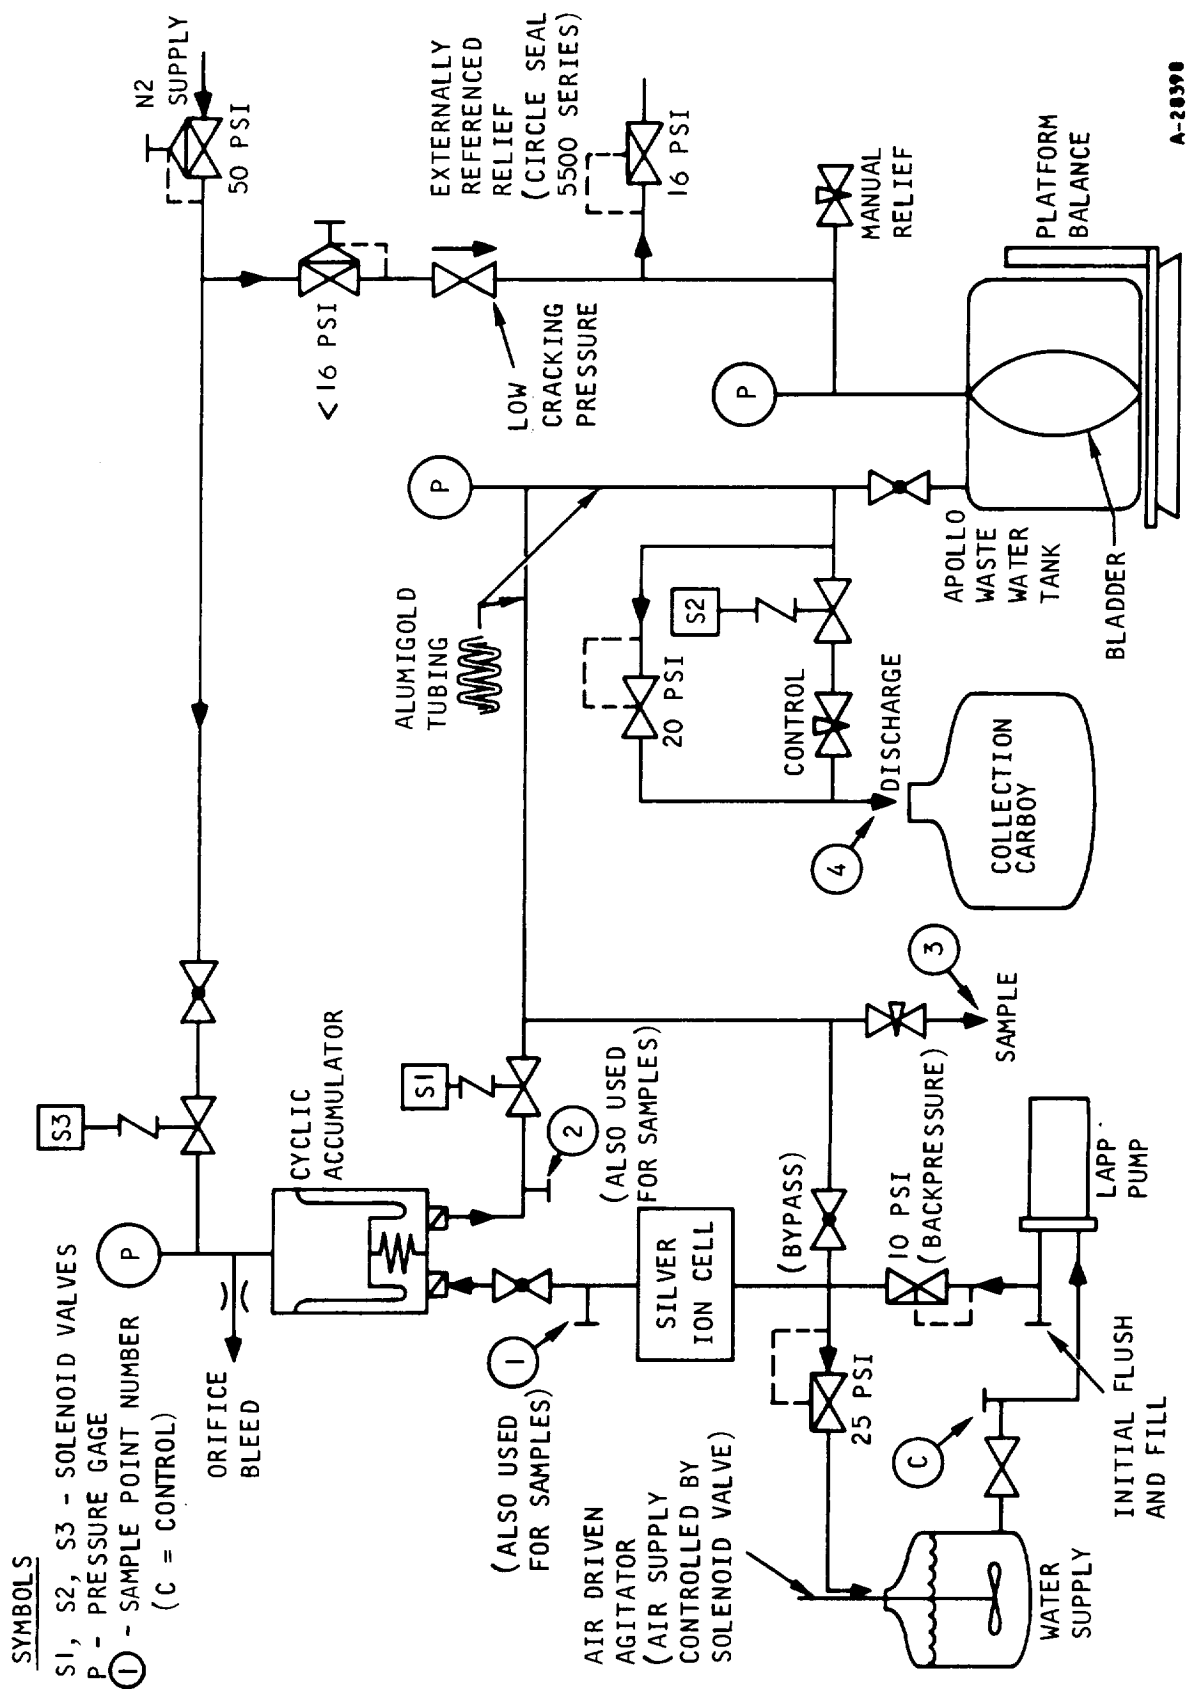 SYMBOLS
S1, S2, S3 - SOLENOID VALVES
P - PRESSURE GAGE
1 - SAMPLE POINT NUMBER
(C = CONTROL)
N2
SUPPLY
50 PSI
S3
P
ORIFICE
BLEED
CYCLIC
ACCUMULATOR
<16 PSI
EXTERNALLY
REFERENCED
RELIEF
(CIRCLE SEAL
5500 SERIES)
LOW
CRACKING
PRESSURE
16 PSI
MANUAL
RELIEF
P
P
ALUMIGOLD
TUBING
S1
2
(ALSO USED
FOR SAMPLES)
1
(ALSO USED
FOR SAMPLES)
SILVER
ION CELL
(BYPASS)
S2
20 PSI
CONTROL
DISCHARGE
4
COLLECTION
CARBOY
3
SAMPLE
APOLLO
WASTE
WATER
TANK
BLADDER
PLATFORM
BALANCE
AIR DRIVEN
AGITATOR
(AIR SUPPLY
CONTROLLED BY
SOLENOID VALVE)
25 PSI
10 PSI
(BACKPRESSURE)
LAPP
PUMP
C
INITIAL FLUSH
AND FILL
WATER
SUPPLY
A-28398